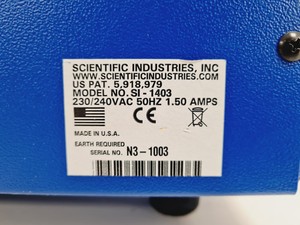 SCIENTIFIC INDUSTRIES, INC
WWW.SCIENTIFICINDUSTRIES.COM
US PAT. 5,918,979
MODEL NO. SI - 1403
230/240VAC 50HZ 1.50 AMPS
CE
MADE IN U.S.A.
EARTH REQUIRED
SERIAL NO. N3-1003